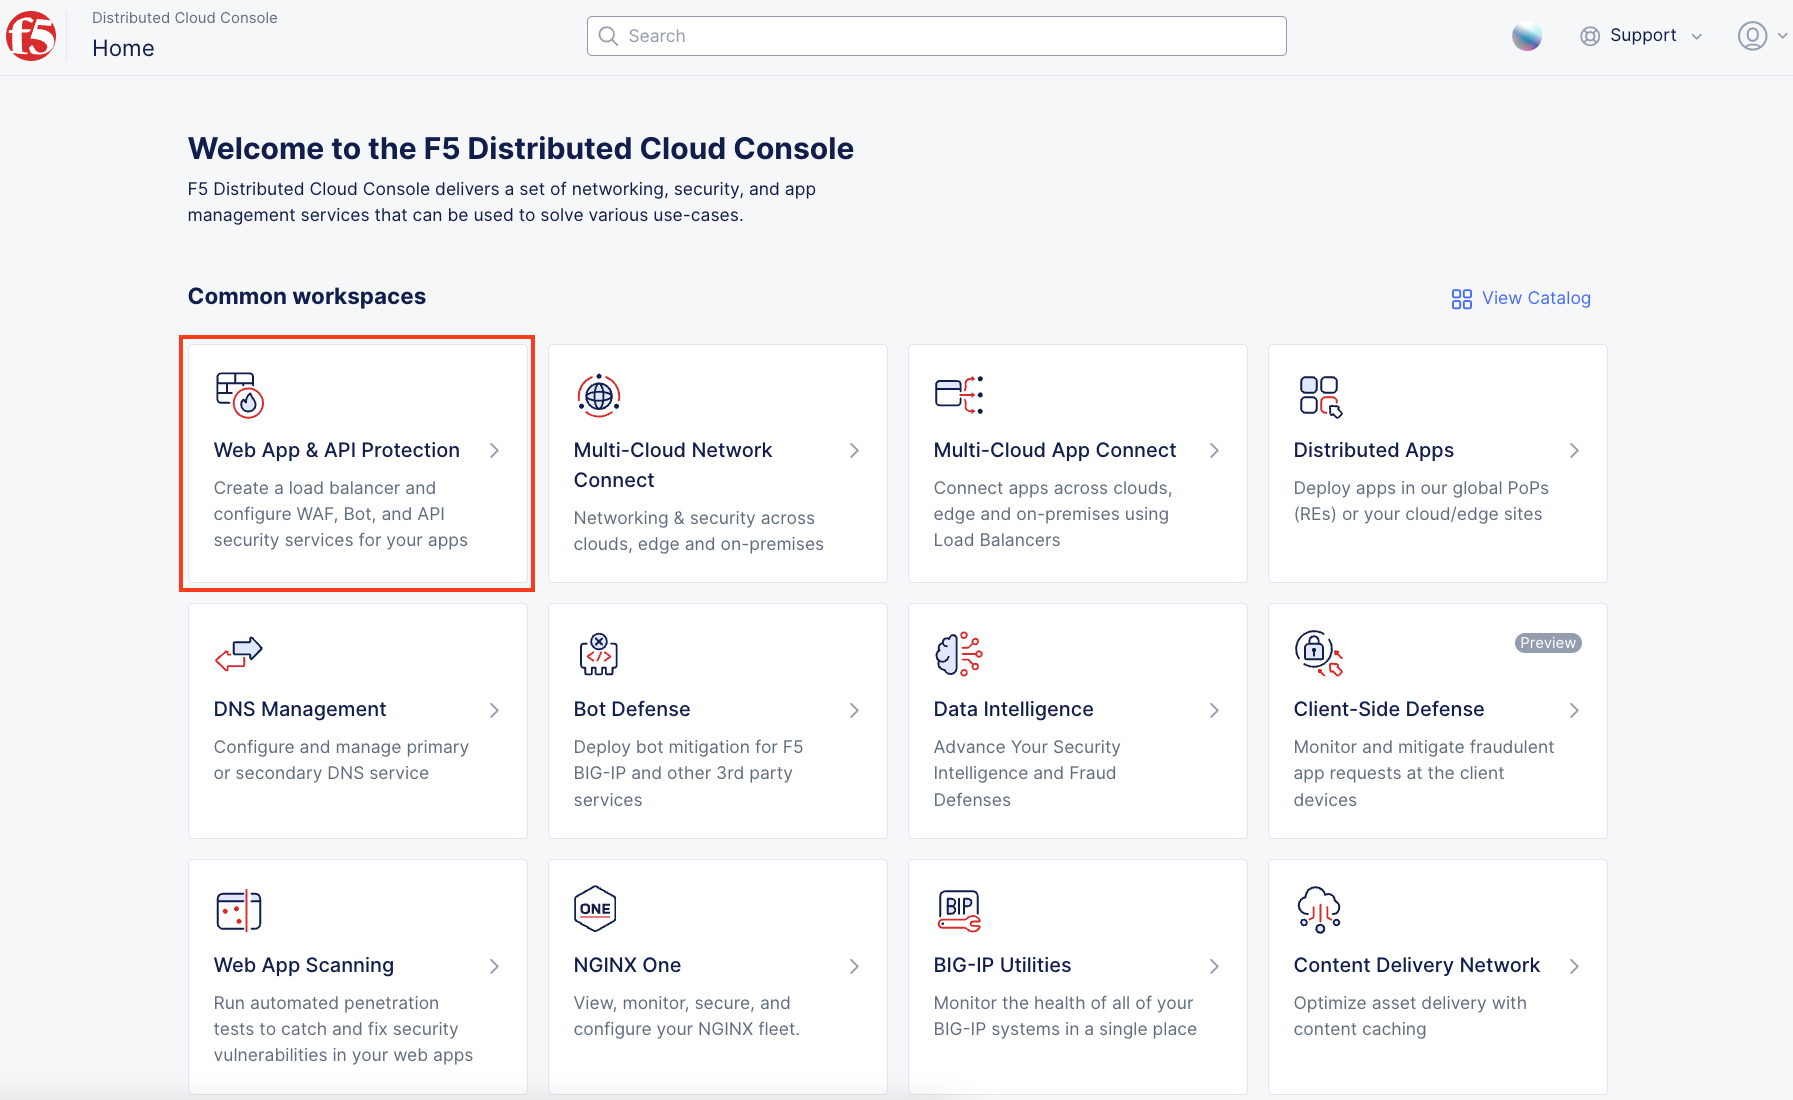 f5
Distributed Cloud Console
Home
Search
Support
Welcome to the F5 Distributed Cloud Console
F5 Distributed Cloud Console delivers a set of networking, security, and app
management services that can be used to solve various use-cases.
Common workspaces
View Catalog
Web App & API Protection
Create a load balancer and
configure WAF, Bot, and API
security services for your apps
Multi-Cloud Network
Connect
Networking & security across
clouds, edge and on-premises
Multi-Cloud App Connect
Connect apps across clouds,
edge and on-premises using
Load Balancers
Distributed Apps
Deploy apps in our global PoPs
(REs) or your cloud/edge sites
DNS Management
Configure and manage primary
or secondary DNS service
</>
Bot Defense
Deploy bot mitigation for F5
BIG-IP and other 3rd party
services
Data Intelligence
Advance Your Security
Intelligence and Fraud
Defenses
Preview
Client-Side Defense
Monitor and mitigate fraudulent
app requests at the client
devices
Web App Scanning
Run automated penetration
tests to catch and fix security
vulnerabilities in your web apps
ONE
NGINX One
View, monitor, secure, and
configure your NGINX fleet.
BIP
BIG-IP Utilities
Monitor the health of all of your
BIG-IP systems in a single place
Content Delivery Network
Optimize asset delivery with
content caching